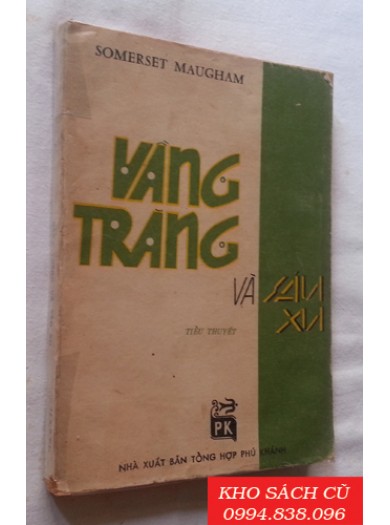 SOMERSET MAUGHAM
VẦNG
TRĂNG
VÀ SÁU
XU
TIỂU THUYẾT
PK
NHÀ XUẤT BẢN TỔNG HỢP PHÚ KHÁNH
KHO SÁCH CŨ
0994.838.096